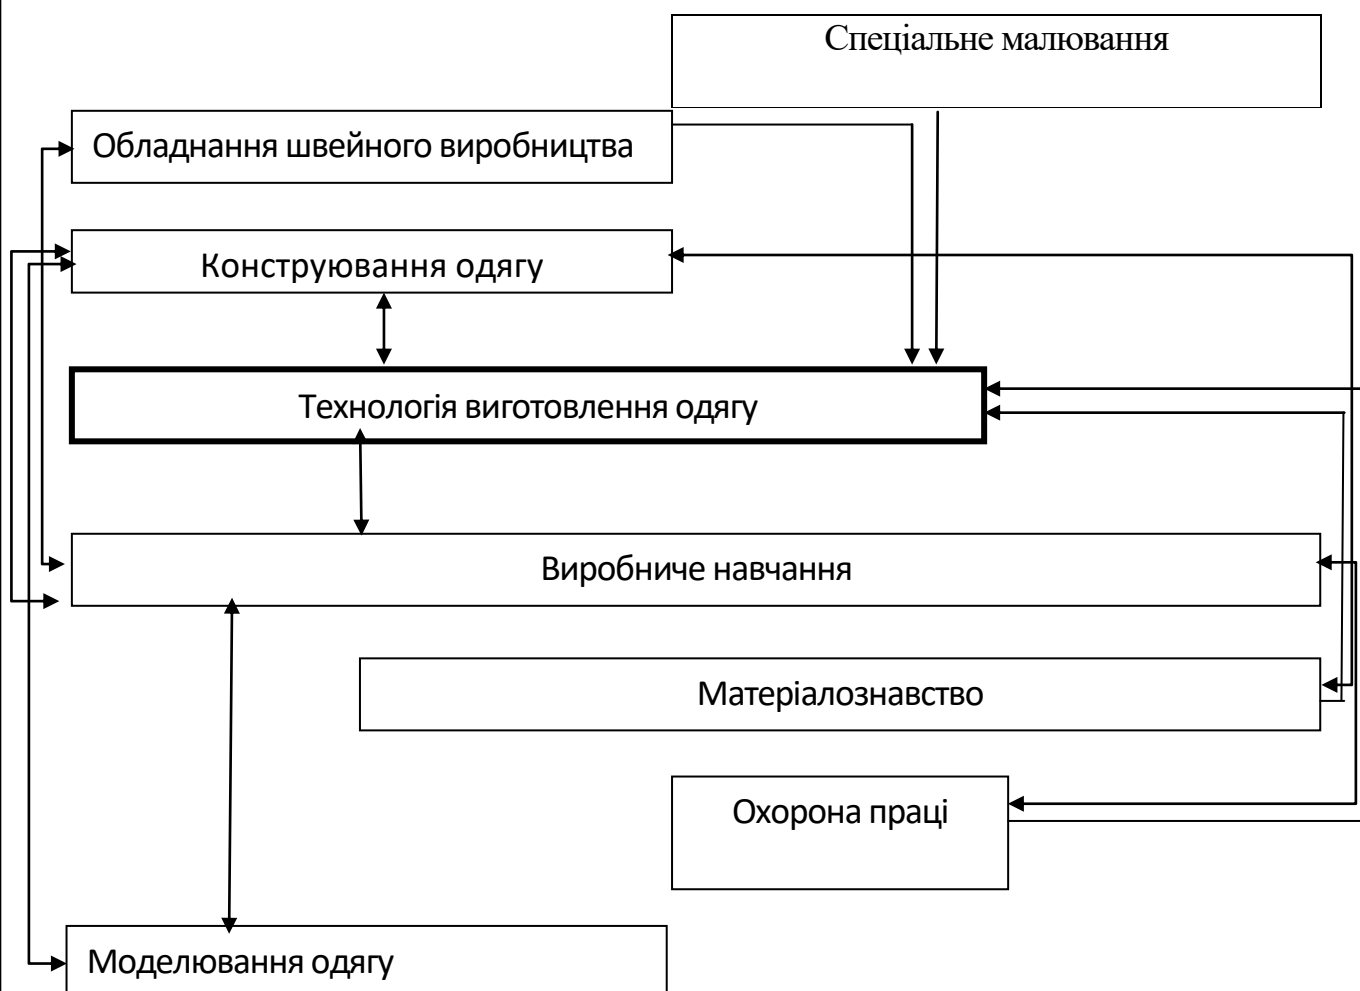 Спеціальне малювання
Обладнання швейного виробництва
Конструювання одягу
Технологія виготовлення одягу
Виробниче навчання
Матеріалознавство
Охорона праці
Моделювання одягу